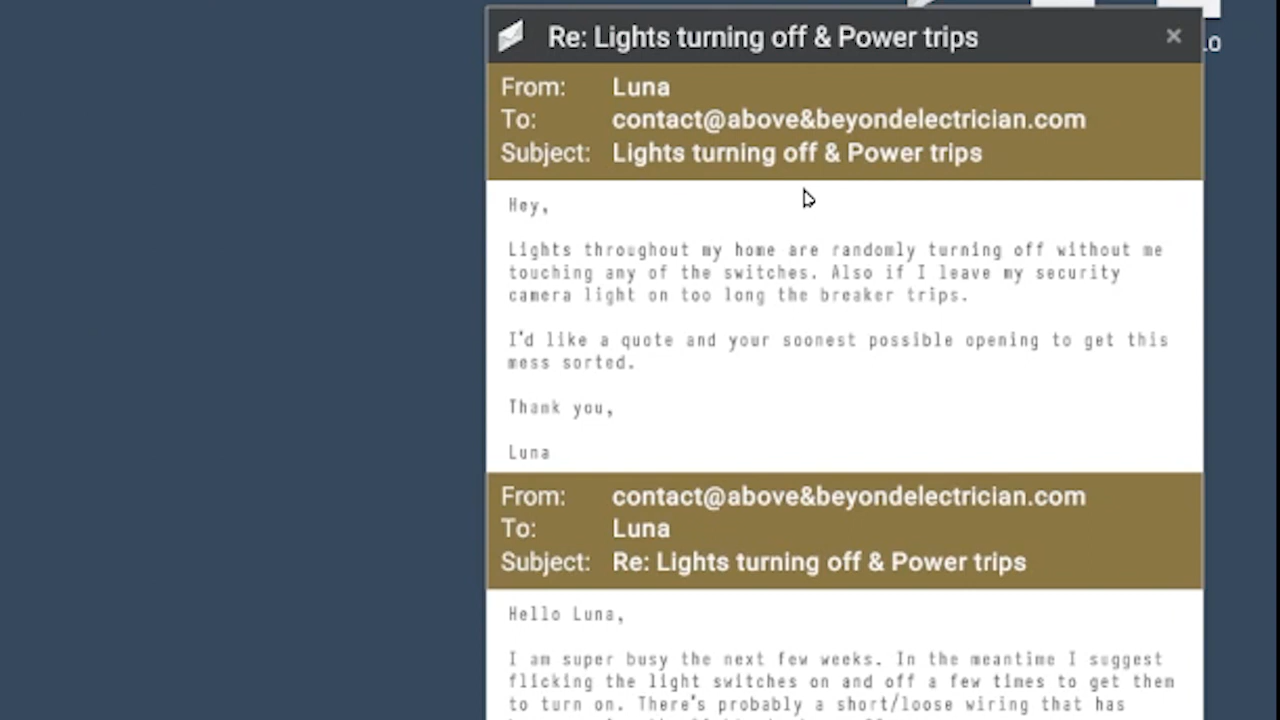 Re: Lights turning off & Power trips
From: Luna
To: contact@above&beyondelectrician.com
Subject: Lights turning off & Power trips
Hey,
Lights throughout my home are randomly turning off without me
touching any of the switches. Also if I leave my security
camera light on too long the breaker trips.
I'd like a quote and your soonest possible opening to get this
mess sorted.
Thank you,
Luna
From: contact@above&beyondelectrician.com
To: Luna
Subject: Re: Lights turning off & Power trips
Hello Luna,
I am super busy the next few weeks. In the meantime I suggest
flicking the light switches on and off a few times to get them
to turn on. There's probably a short/loose wiring that has